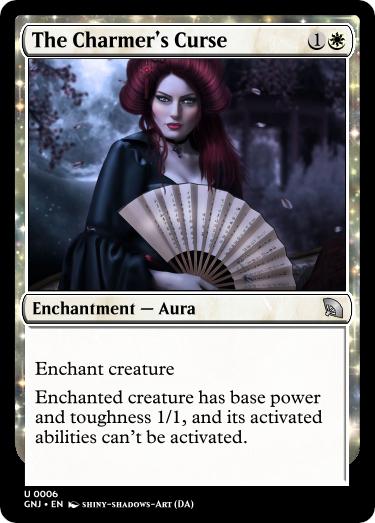 The Charmer's Curse 1
Enchantment — Aura
Enchant creature
Enchanted creature has base power
and toughness 1/1, and its activated
abilities can't be activated.
U 0006
GNJ • EN SHINY-SHADOWS-ART (DA)